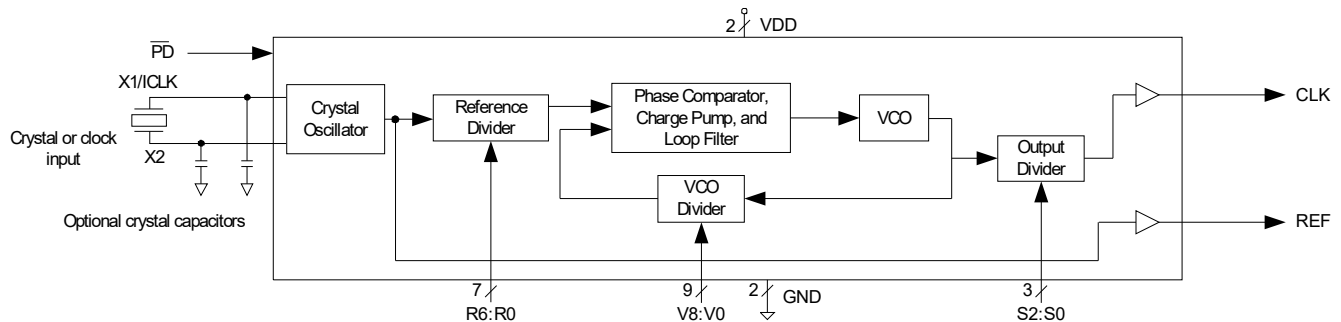 2 VDD
PD
X1/ICLK
Crystal or clock
input
X2
Optional crystal capacitors
Crystal
Oscillator
Reference
Divider
Phase Comparator,
Charge Pump, and
Loop Filter
VCO
VCO
Divider
Output
Divider
CLK
REF
7
R6:R0
9
V8:V0
2
GND
3
S2:S0